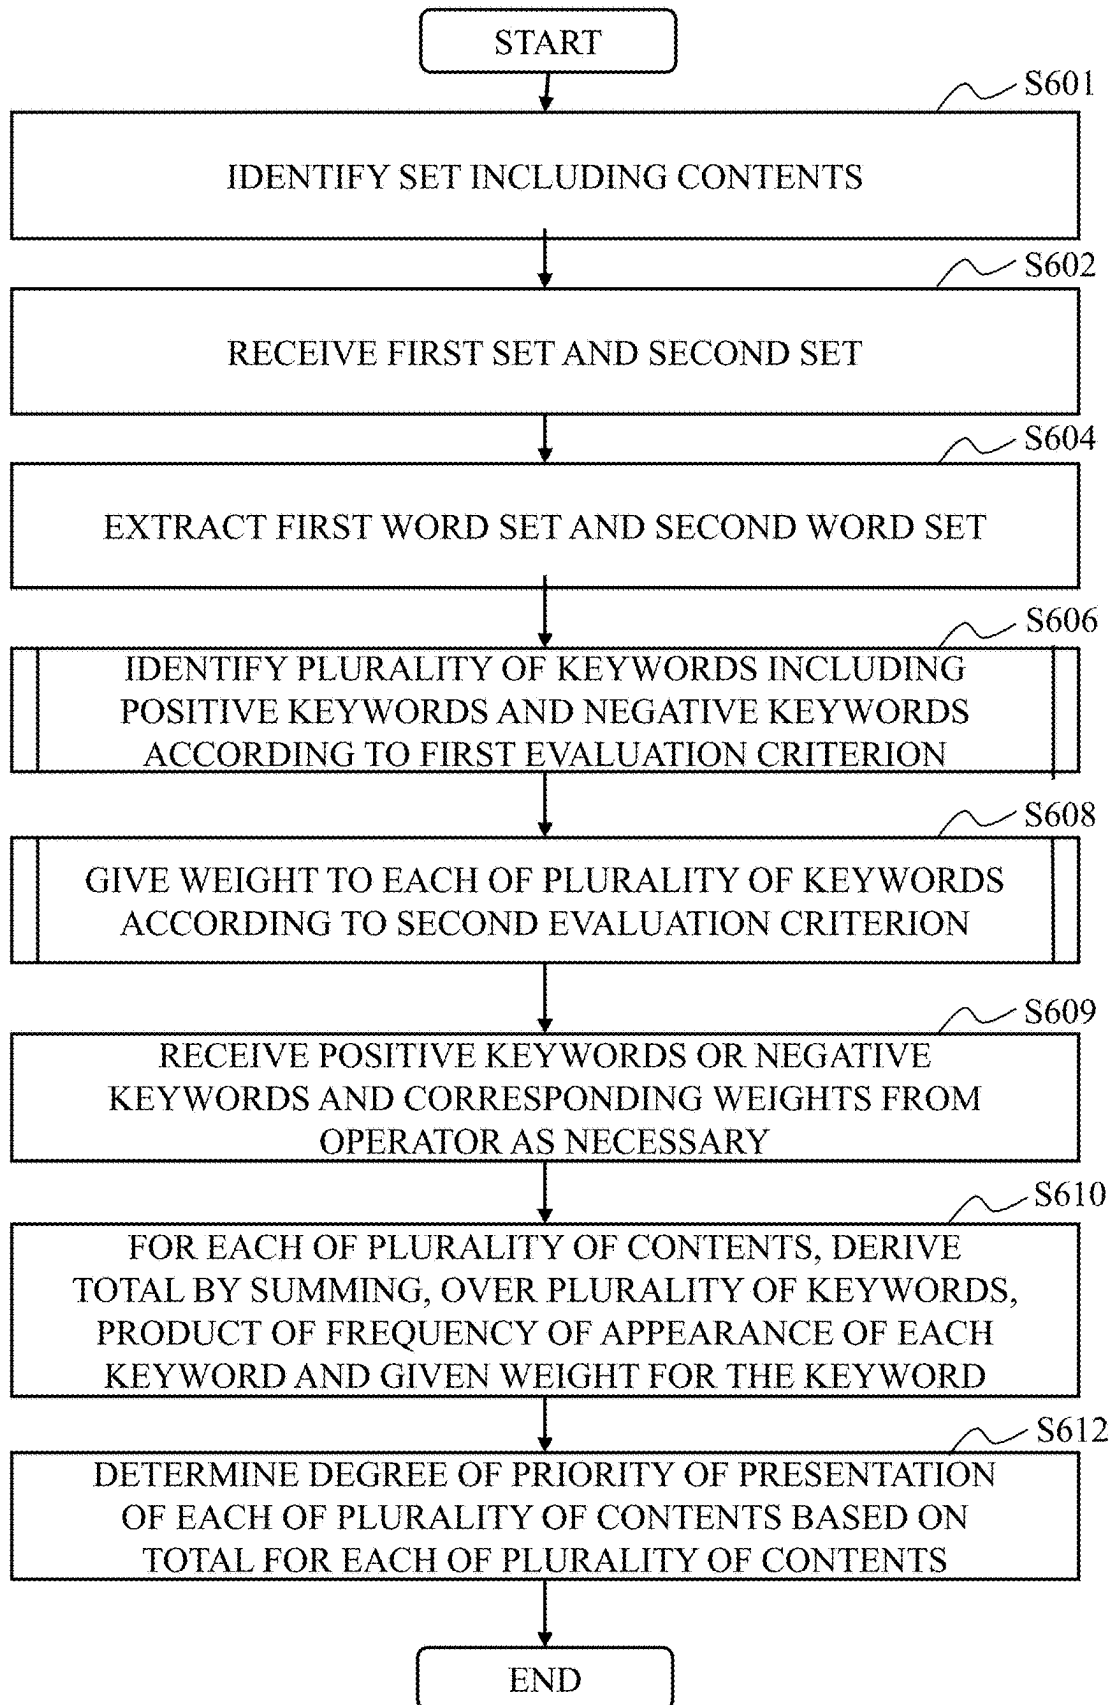 START
S601
IDENTIFY SET INCLUDING CONTENTS
S602
RECEIVE FIRST SET AND SECOND SET
S604
EXTRACT FIRST WORD SET AND SECOND WORD SET
S606
IDENTIFY PLURALITY OF KEYWORDS INCLUDING
POSITIVE KEYWORDS AND NEGATIVE KEYWORDS
ACCORDING TO FIRST EVALUATION CRITERION
S608
GIVE WEIGHT TO EACH OF PLURALITY OF KEYWORDS
ACCORDING TO SECOND EVALUATION CRITERION
S609
RECEIVE POSITIVE KEYWORDS OR NEGATIVE
KEYWORDS AND CORRESPONDING WEIGHTS FROM
OPERATOR AS NECESSARY
S610
FOR EACH OF PLURALITY OF CONTENTS, DERIVE
TOTAL BY SUMMING, OVER PLURALITY OF KEYWORDS,
PRODUCT OF FREQUENCY OF APPEARANCE OF EACH
KEYWORD AND GIVEN WEIGHT FOR THE KEYWORD
S612
DETERMINE DEGREE OF PRIORITY OF PRESENTATION
OF EACH OF PLURALITY OF CONTENTS BASED ON
TOTAL FOR EACH OF PLURALITY OF CONTENTS
END